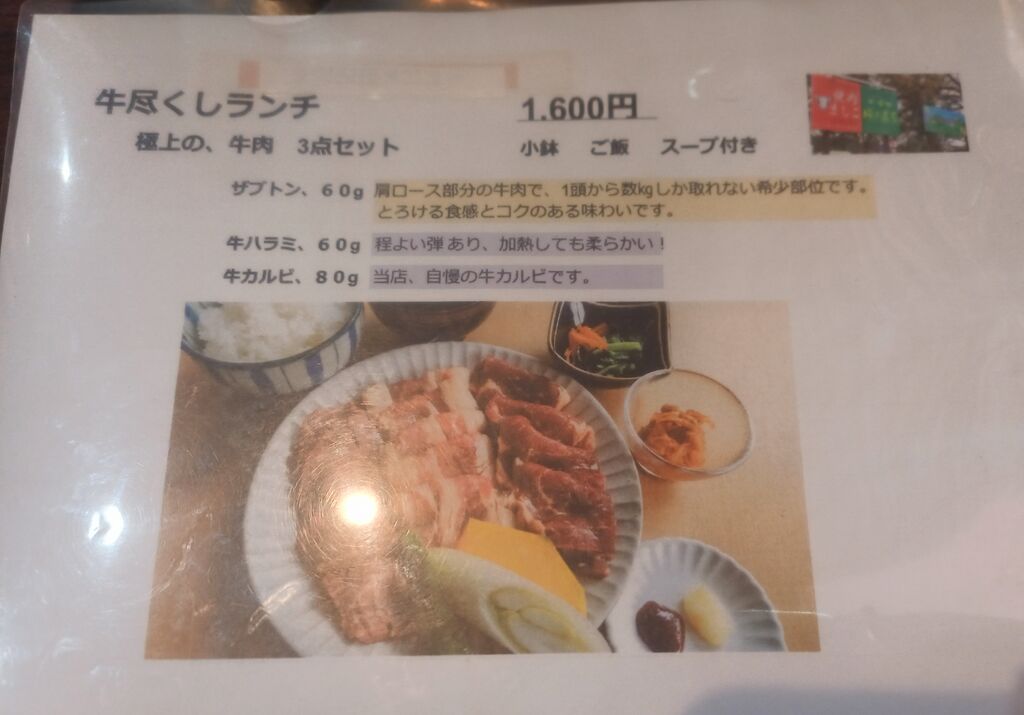 牛尽くしランチ 1,600円
極上の、牛肉 3点セット 小鉢 ご飯 スープ付き
ザブトン、60g 肩ロース部分の牛肉で、1頭から数㎏しか取れない希少部位です。
とろける食感とコクのある味わいです。
牛ハラミ、60g 程よい弾あり、加熱しても柔らかい！
牛カルビ、80g 当店、自慢の牛カルビです。